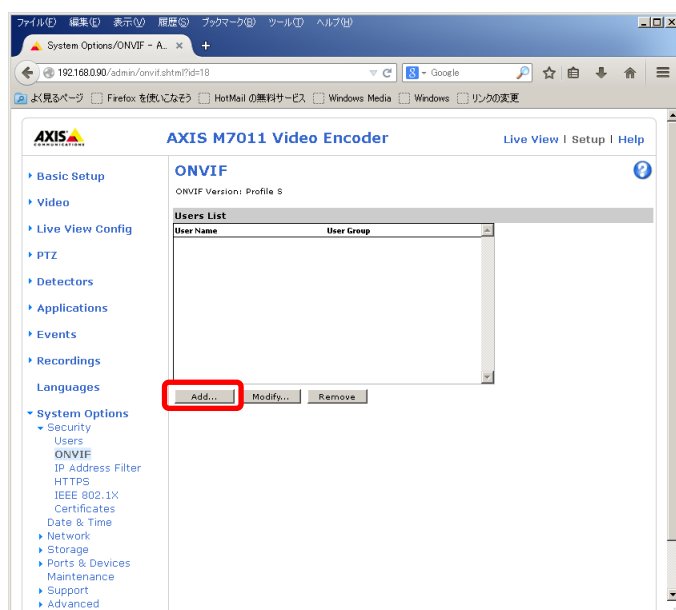 ファイル(F) 編集(E) 表示(V) 履歴(S) ブックマーク(B) ツール(T) ヘルプ(H)
System Options/ONVIF - A...
192.168.0.90/admin/onvif.shtml?id=18
Google
よく見るページ Firefox を使いこなそう HotMail の無料サービス Windows Media Windows リンクの変更
AXIS COMMUNICATIONS
AXIS M7011 Video Encoder
Live View | Setup | Help
Basic Setup
Video
Live View Config
PTZ
Detectors
Applications
Events
Recordings
Languages
System Options
Security
Users
ONVIF
IP Address Filter
HTTPS
IEEE 802.1X
Certificates
Date & Time
Network
Storage
Ports & Devices
Maintenance
Support
Advanced
ONVIF
ONVIF Version: Profile S
Users List
User Name User Group
Add... Modify... Remove